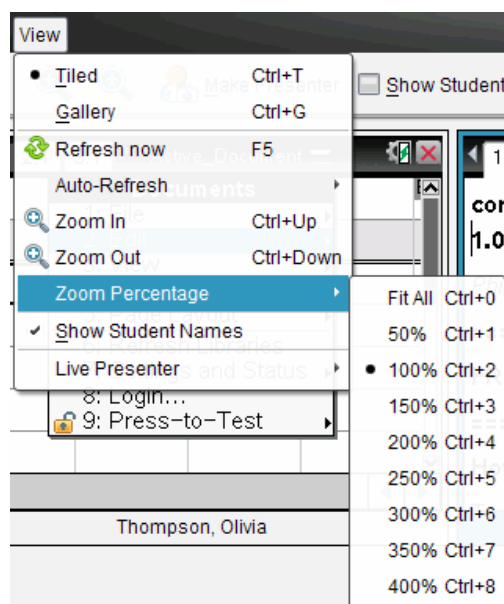 View
Tiled Ctrl+T
Make Presenter
Show Student
Gallery Ctrl+G
Refresh now F5
1
Auto-Refresh
Zoom In Ctrl+Up
Zoom Out Ctrl+Down
1.0
Zoom Percentage
Fit All Ctrl+0
Show Student Names
50% Ctrl+1
Live Presenter
100% Ctrl+2
8: Login...
150% Ctrl+3
9: Press-to-Test
200% Ctrl+4
250% Ctrl+5
300% Ctrl+6
Thompson, Olivia
350% Ctrl+7
400% Ctrl+8